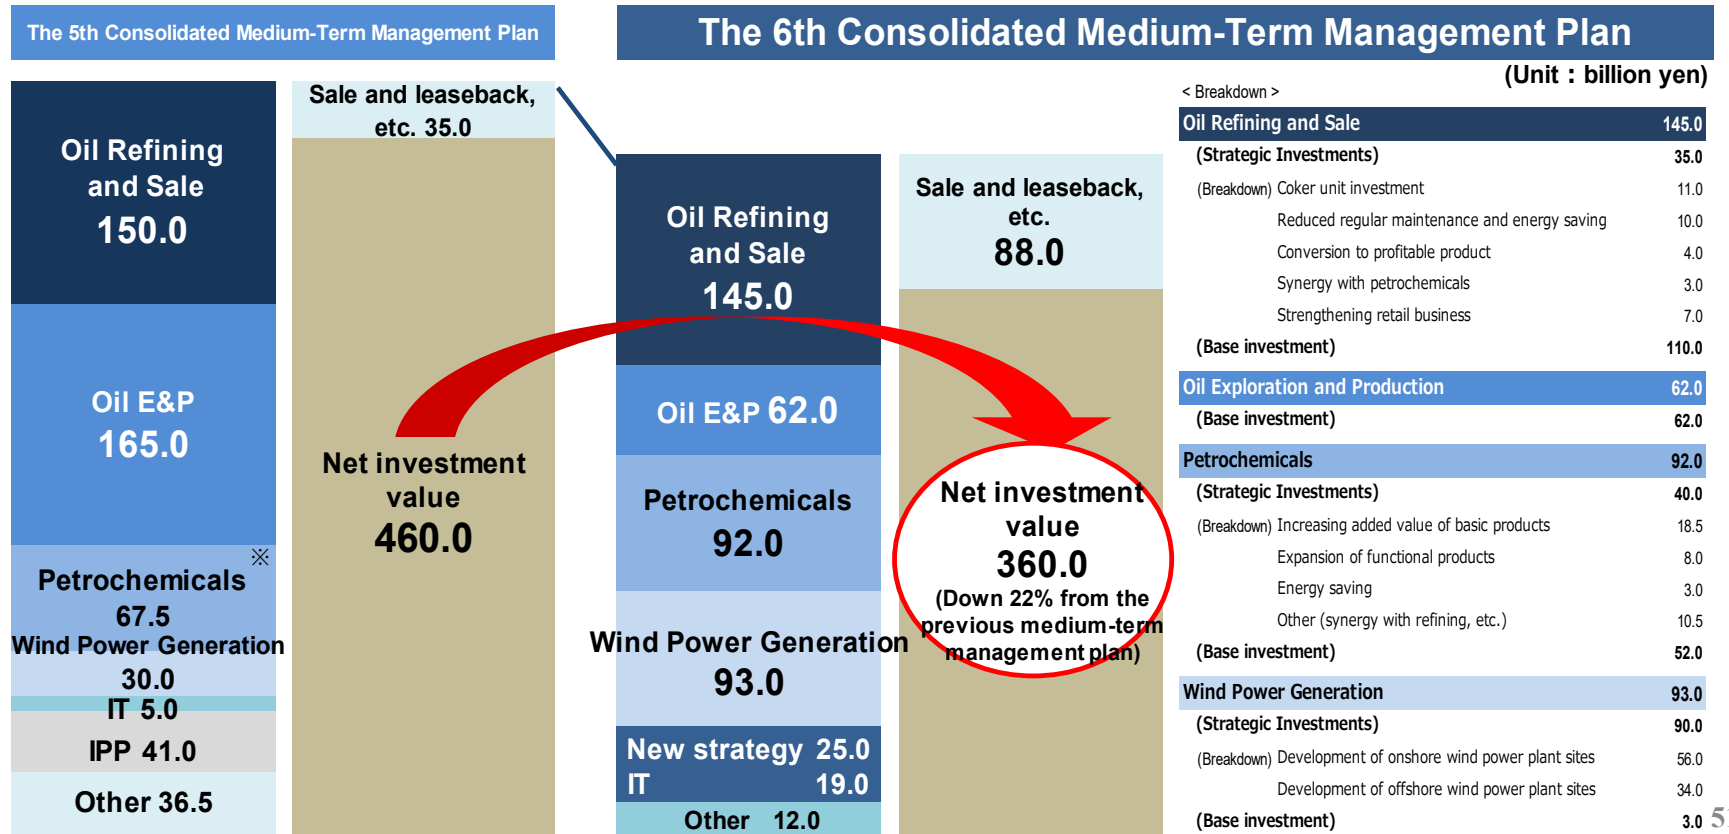 The 5th Consolidated Medium-Term Management Plan
Oil Refining
and Sale
150.0
Oil E&P
165.0
※
Petrochemicals
67.5
Wind Power Generation
30.0
IT 5.0
IPP 41.0
Other 36.5
Sale and leaseback,
etc. 35.0
Net investment
value
460.0
The 6th Consolidated Medium-Term Management Plan
(Unit：billion yen)
Oil Refining
and Sale
145.0
Oil E&P 62.0
Petrochemicals
92.0
Wind Power Generation
93.0
New strategy 25.0
IT 19.0
Other 12.0
Sale and leaseback,
etc.
88.0
Net investment
value
360.0
(Down 22% from the
previous medium-term
management plan)
< Breakdown >
Oil Refining and Sale 145.0
(Strategic Investments) 35.0
(Breakdown) Coker unit investment 11.0
Reduced regular maintenance and energy saving 10.0
Conversion to profitable product 4.0
Synergy with petrochemicals 3.0
Strengthening retail business 7.0
(Base investment) 110.0
Oil Exploration and Production 62.0
(Base investment) 62.0
Petrochemicals 92.0
(Strategic Investments) 40.0
(Breakdown) Increasing added value of basic products 18.5
Expansion of functional products 8.0
Energy saving 3.0
Other (synergy with refining, etc.) 10.5
(Base investment) 52.0
Wind Power Generation 93.0
(Strategic Investments) 90.0
(Breakdown) Development of onshore wind power plant sites 56.0
Development of offshore wind power plant sites 34.0
(Base investment) 3.0